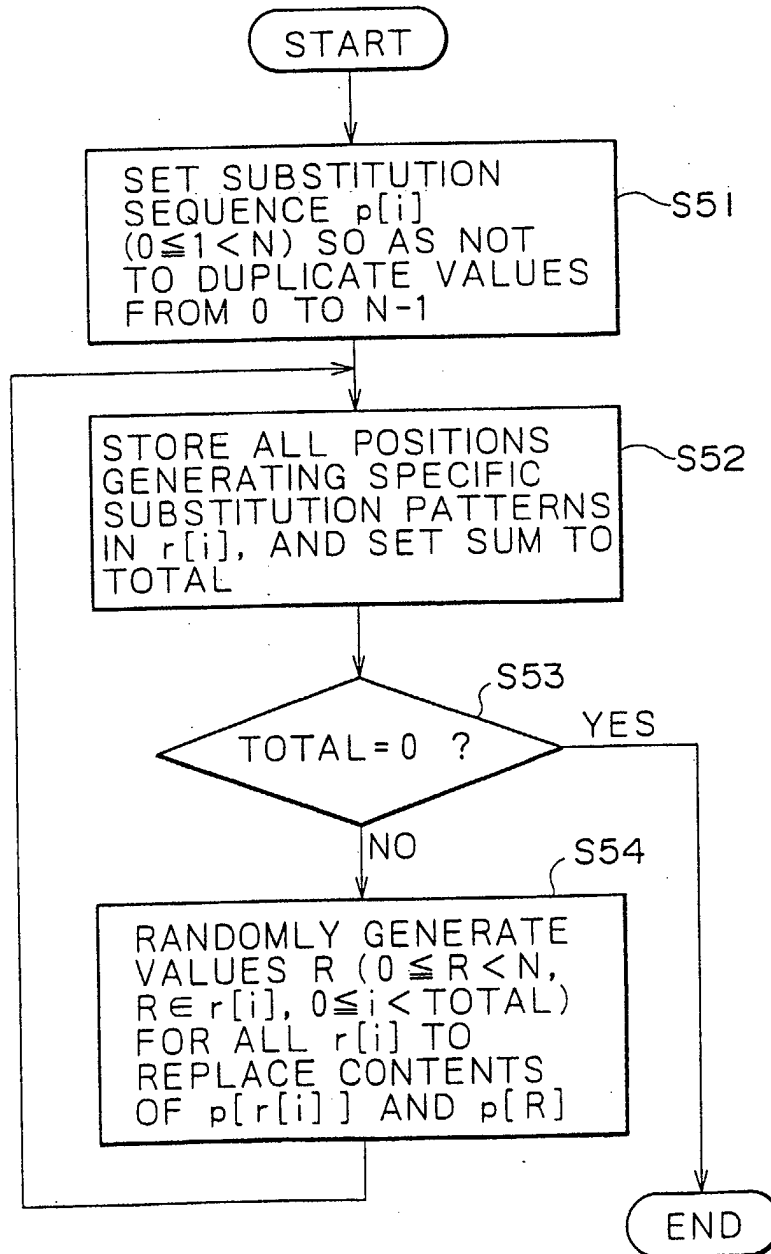 START
SET SUBSTITUTION
SEQUENCE p[i]
(0≦1<N) SO AS NOT
TO DUPLICATE VALUES
FROM 0 TO N-1
S51
STORE ALL POSITIONS
GENERATING SPECIFIC
SUBSTITUTION PATTERNS
IN r[i], AND SET SUM TO
TOTAL
S52
S53
TOTAL=0 ?
YES
NO
S54
RANDOMLY GENERATE
VALUES R (0≦R<N,
R∈r[i], 0≦i<TOTAL)
FOR ALL r[i] TO
REPLACE CONTENTS
OF p[r[i]] AND p[R]
END